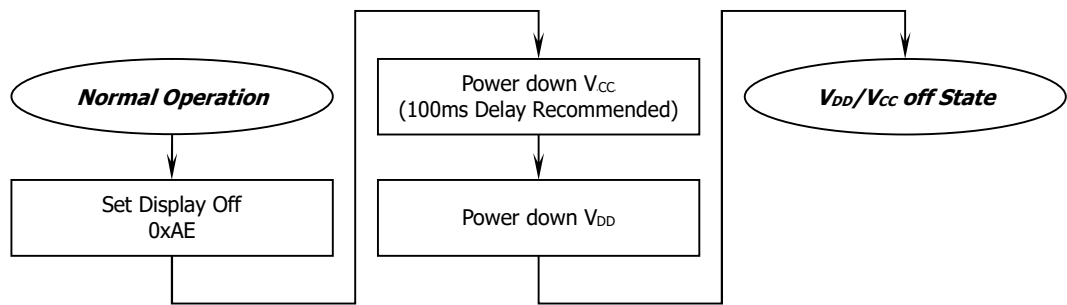 Normal Operation
Set Display Off
0xAE
Power down VCC
(100ms Delay Recommended)
Power down VDD
VDD/VCC off State